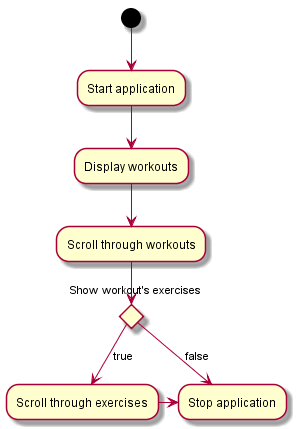 Start application
Display workouts
Scroll through workouts
Show workout's exercises
true
false
Scroll through exercises
Stop application